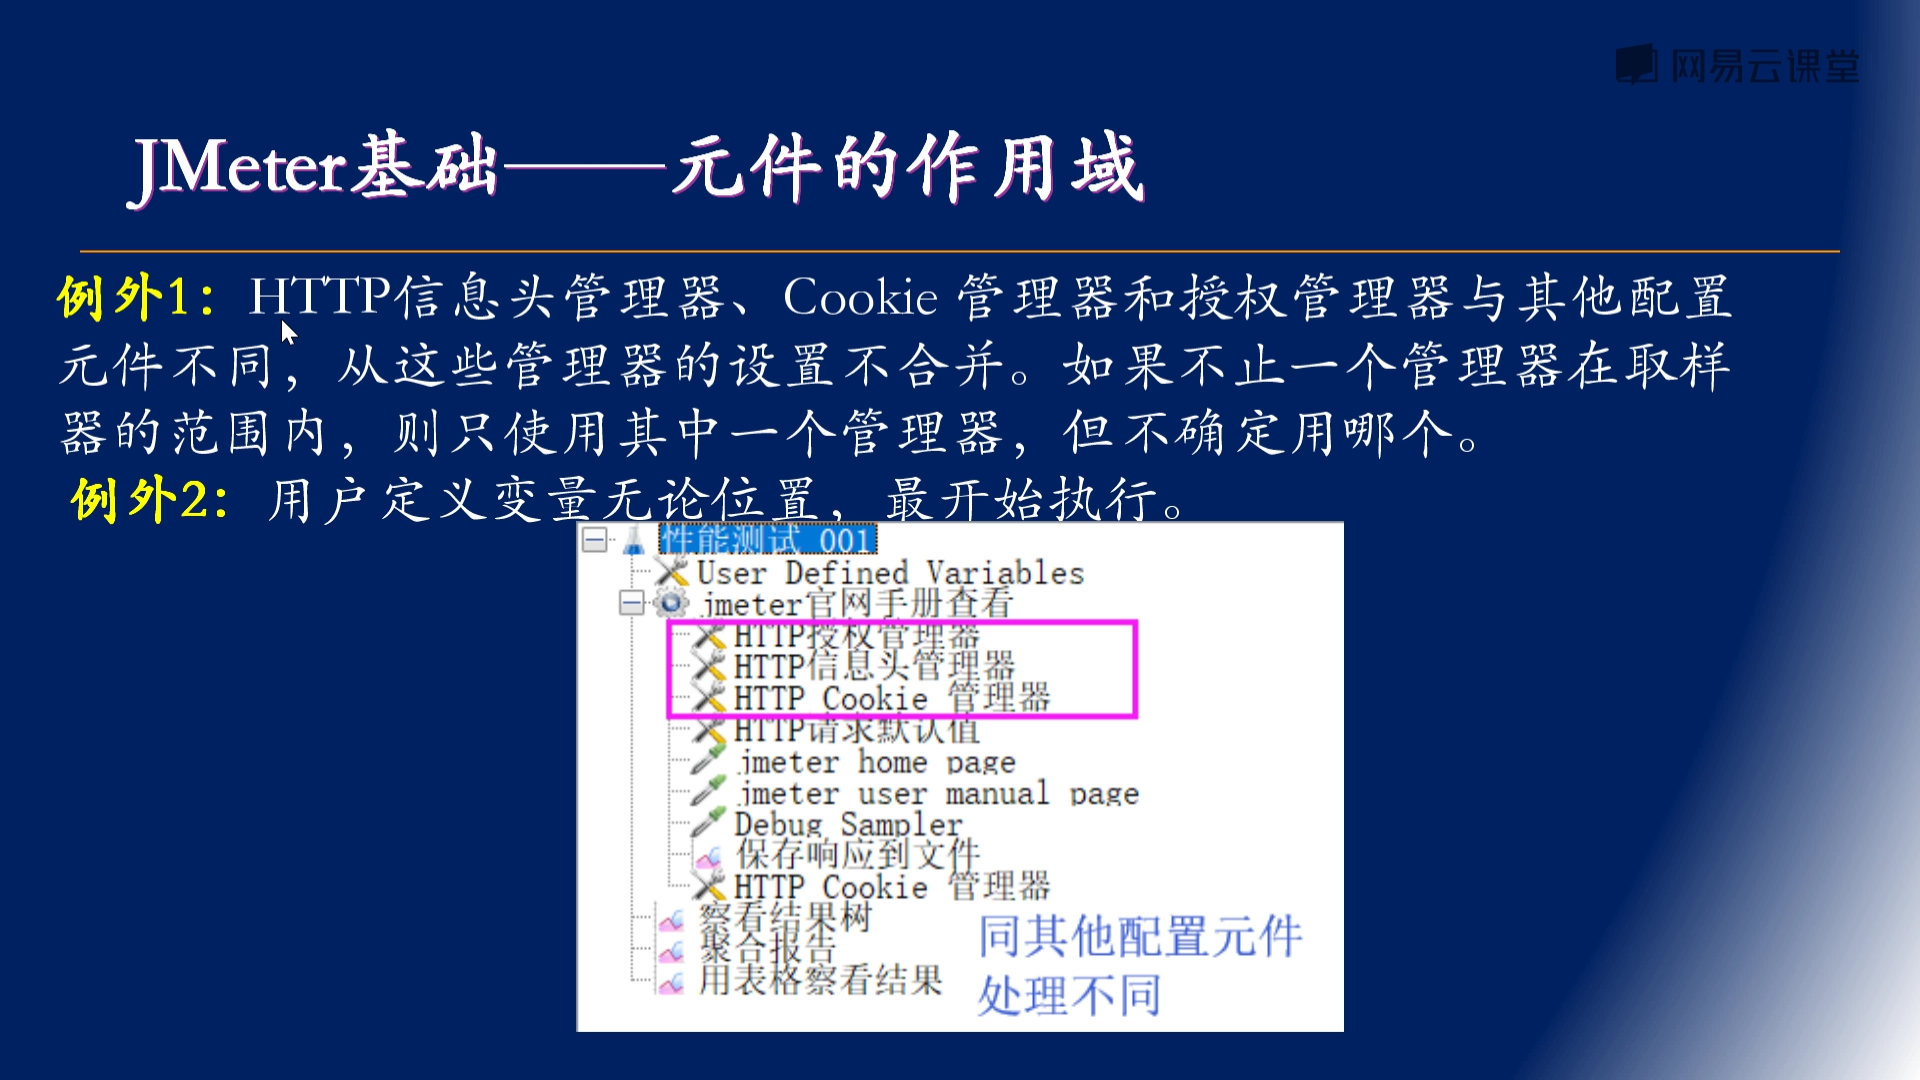 网易云课堂
JMeter基础——元件的作用域
例外1：HTTP信息头管理器、Cookie 管理器和授权管理器与其他配置
元件不同，从这些管理器的设置不合并。如果不止一个管理器在取样
器的范围内，则只使用其中一个管理器，但不确定用哪个。
例外2：用户定义变量无论位置，最开始执行。
性能测试 001
User Defined Variables
jmeter官网手册查看
HTTP授权管理器
HTTP信息头管理器
HTTP Cookie 管理器
HTTP请求默认值
jmeter home page
jmeter user manual page
Debug Sampler
保存响应到文件
HTTP Cookie 管理器
察看结果树
聚合报告
用表格察看结果
同其他配置元件
处理不同